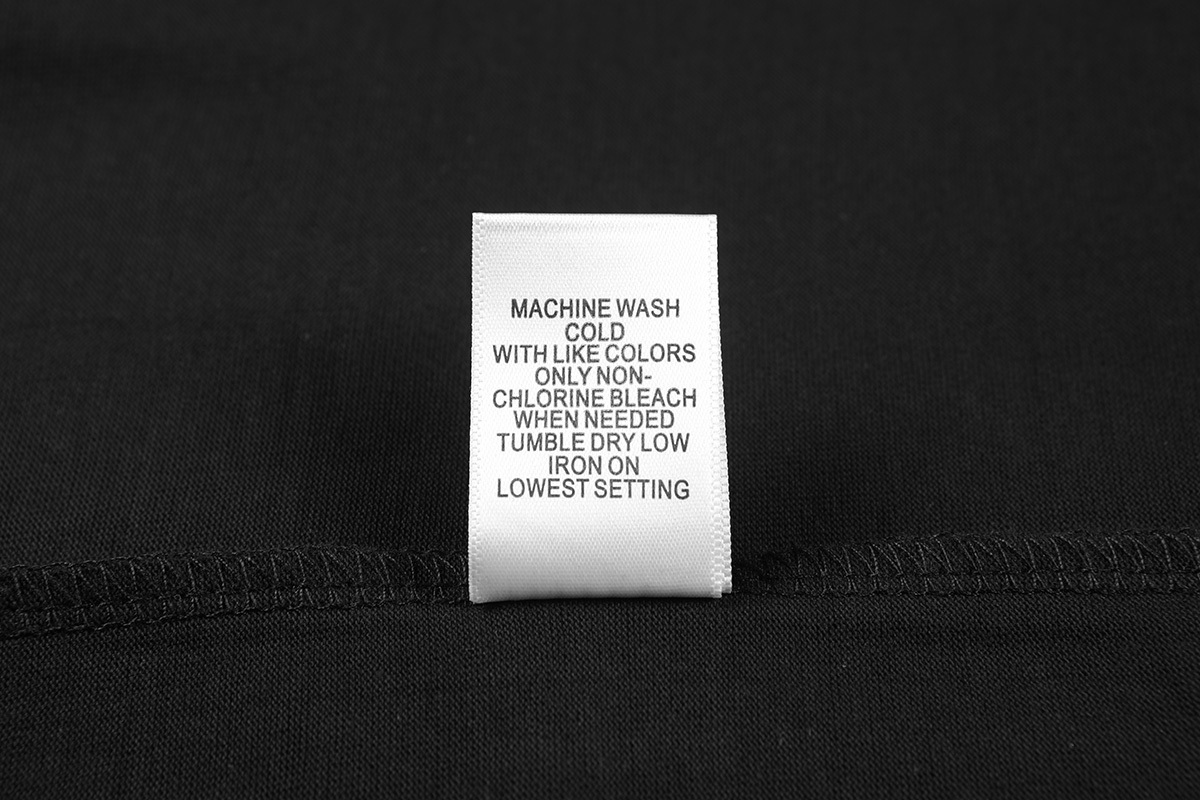 MACHINE WASH
COLD
WITH LIKE COLORS
ONLY NON-
CHLORINE BLEACH
WHEN NEEDED
TUMBLE DRY LOW
IRON ON
LOWEST SETTING